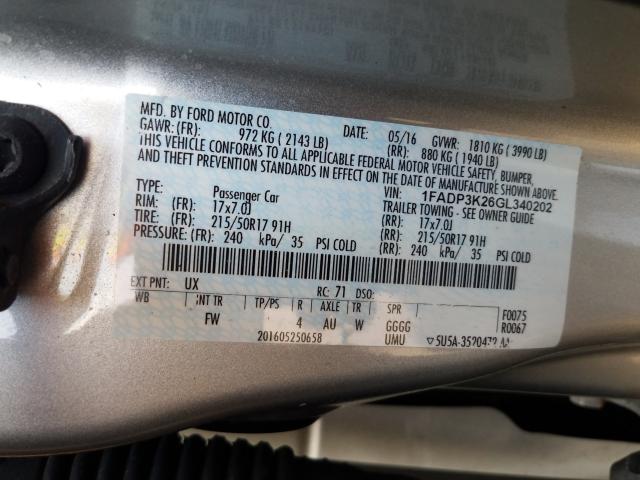 MFD. BY FORD MOTOR CO. DATE: 05/16 GVWR: 1810 KG ( 3990 LB)
GAWR: (FR): 972 KG ( 2143 LB) (RR): 880 KG ( 1940 LB)
THIS VEHICLE CONFORMS TO ALL APPLICABLE FEDERAL MOTOR VEHICLE SAFETY, BUMPER,
AND THEFT PREVENTION STANDARDS IN EFFECT ON THE DATE OF MANUFACTURE SHOWN ABOVE.
VIN: 1FADP3K26GL340202
TYPE: Passenger Car TRAILER TOWING - SEE OWNER GUIDE
RIM: (FR): 17x7.0J (RR): 17x7.0J
TIRE: (FR): 215/50R17 91H (RR): 215/50R17 91H
PRESSURE: (FR): 240 kPa/ 35 PSI COLD (RR): 240 kPa/ 35 PSI COLD
EXT PNT: UX RC: 71 DSO:
WB INT TR TP/PS R AXLE TR SPR F0075
FW 4 AU W GGGG R0067
201605250658 UMU